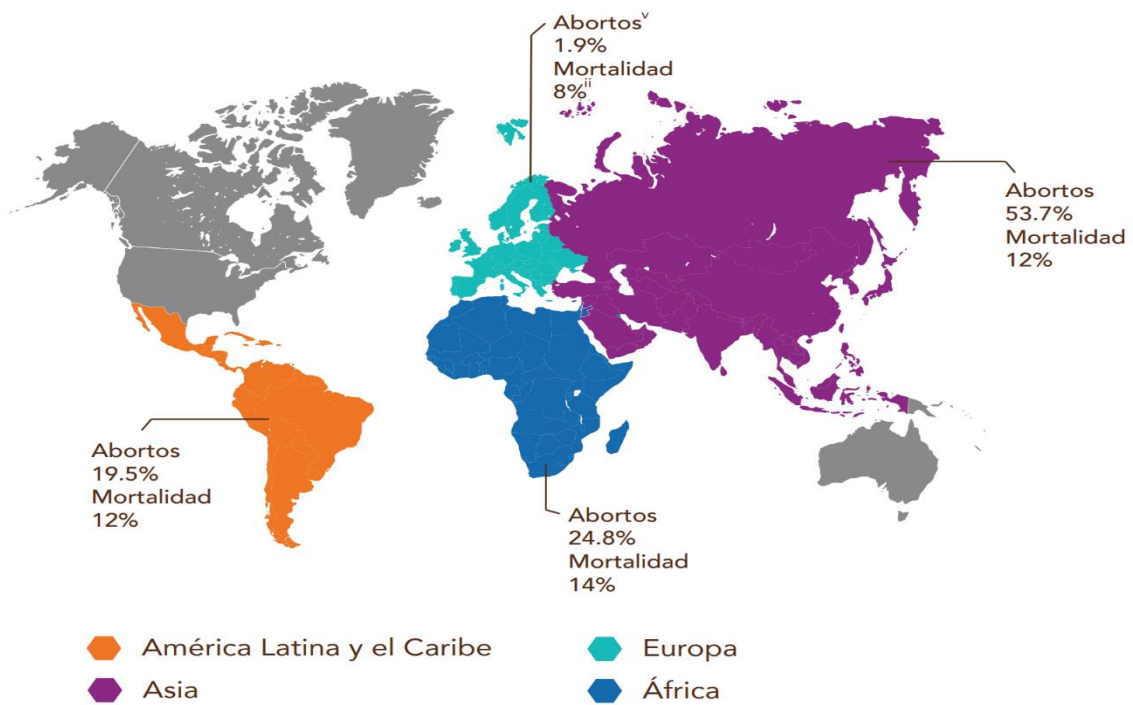 Abortosᵛ
1.9%
Mortalidad
8%ⁱⁱ
Abortos
53.7%
Mortalidad
12%
Abortos
19.5%
Mortalidad
12%
Abortos
24.8%
Mortalidad
14%
América Latina y el Caribe
Europa
Asia
África